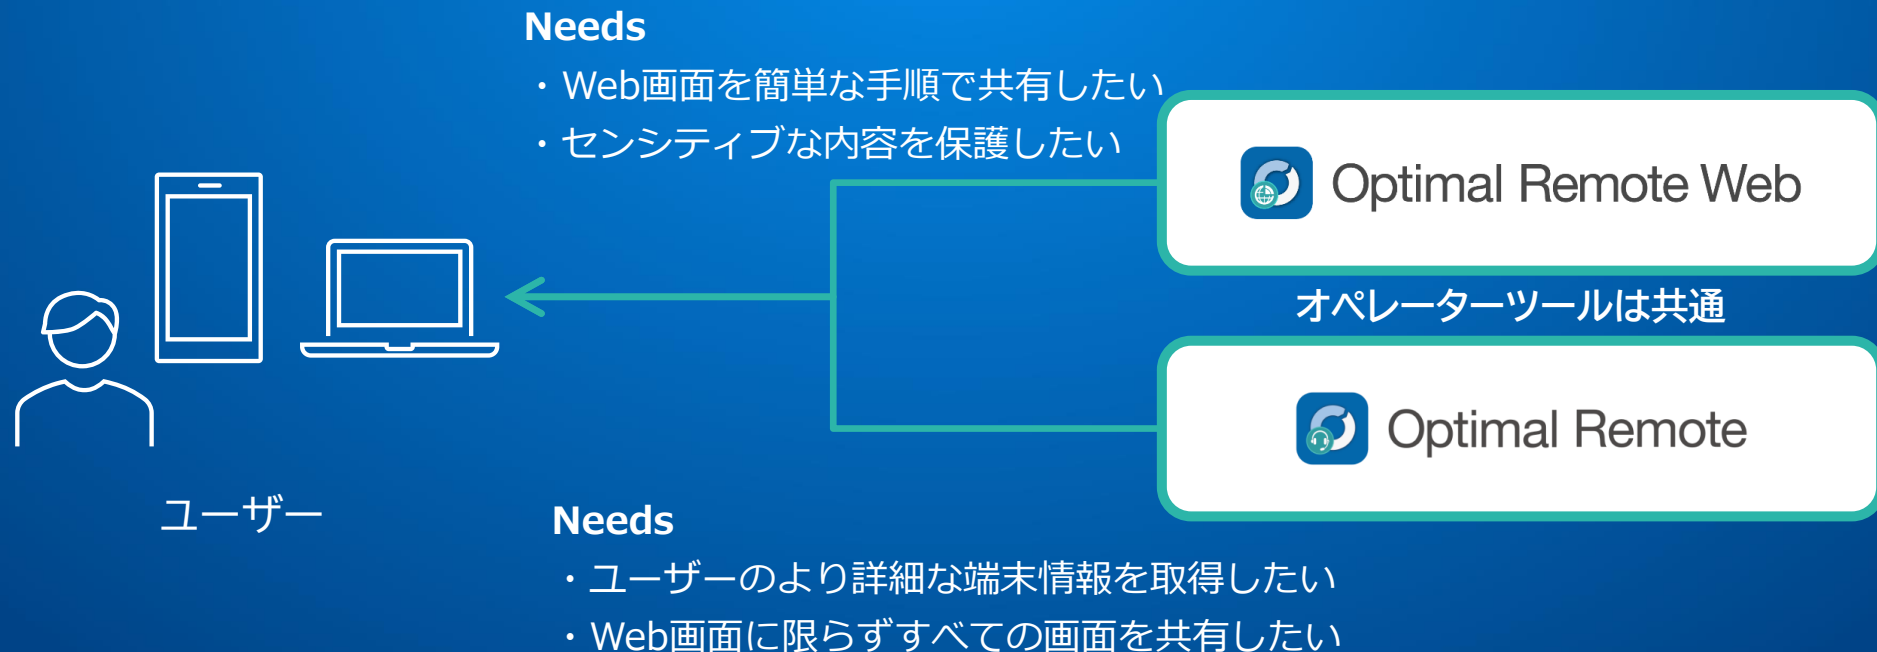 Needs
・Web画面を簡単な手順で共有したい
・センシティブな内容を保護したい
Optimal Remote Web
オペレーターツールは共通
Optimal Remote
ユーザー
Needs
・ユーザーのより詳細な端末情報を取得したい
・Web画面に限らずすべての画面を共有したい